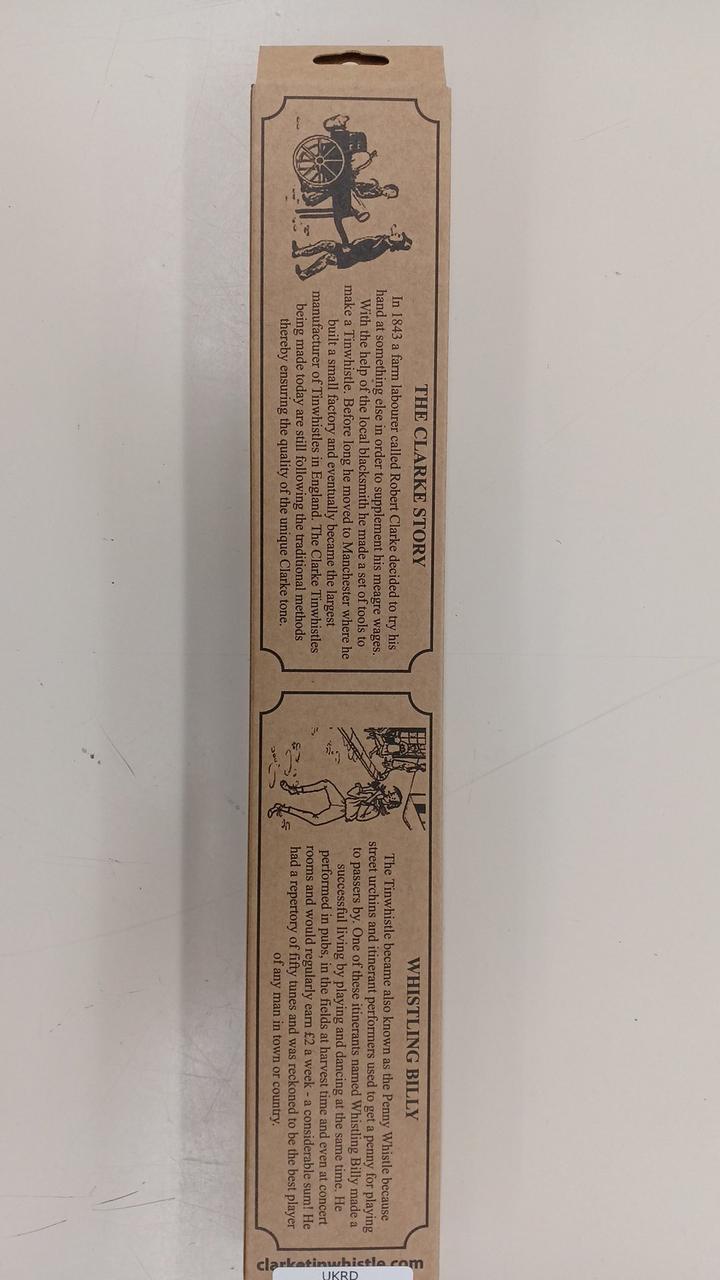 THE CLARKE STORY
In 1843 a farm labourer called Robert Clarke decided to try his
hand at something else in order to supplement his meagre wages.
With the help of the local blacksmith he made a set of tools to
make a Tinwhistle. Before long he moved to Manchester where he
built a small factory and eventually became the largest
manufacturer of Tinwhistles in England. The Clarke Tinwhistles
being made today are still following the traditional methods
thereby ensuring the quality of the unique Clarke tone.
WHISTLING BILLY
The Tinwhistle became also known as the Penny Whistle because
street urchins and itinerant performers used to get a penny for playing
to passers by. One of these itinerants named Whistling Billy made a
successful living by playing and dancing at the same time. He
performed in pubs, in the fields at harvest time and even at concert
rooms and would regularly earn £2 a week - a considerable sum! He
had a repertory of fifty tunes and was reckoned to be the best player
of any man in town or country.
clarketinwhistle.com
UKRD